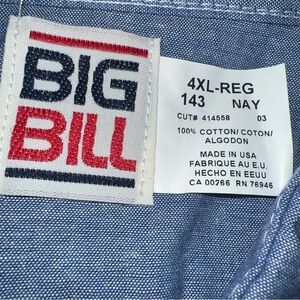 BIG
BILL
4XL-REG
143 NAY
CUT# 414558 03
100% COTTON/COTON/
ALGODON
MADE IN USA
FABRIQUE AU E.U.
HECHO EN EEUU
CA 00266 RN 76946